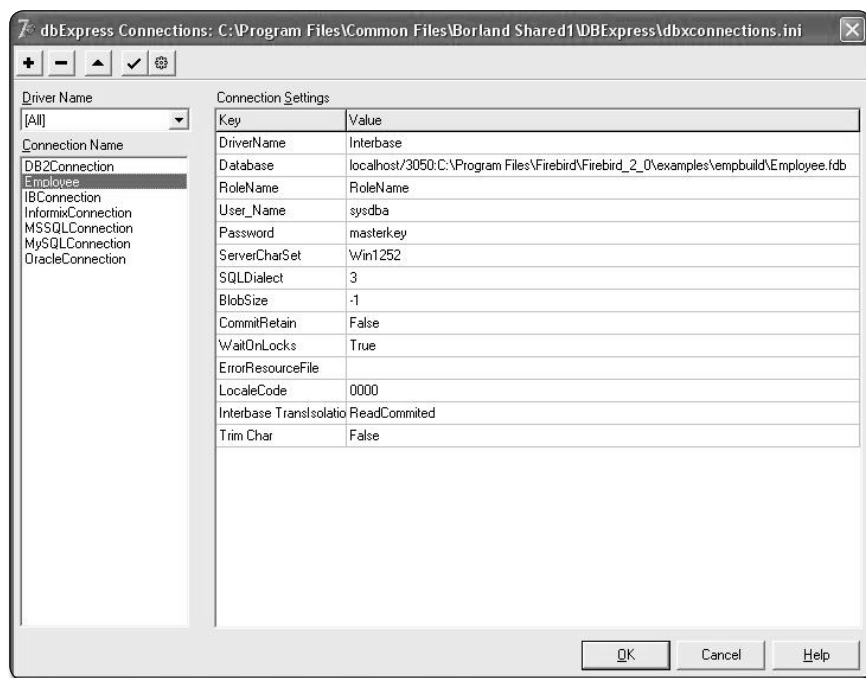 dbExpress Connections: C:\Program Files\Common Files\Borland Shared1\DBExpress\dbxconnections.ini
Driver Name
[All]
Connection Name
DB2Connection
Employee
IBConnection
InformixConnection
MSSQLConnection
MySQLConnection
OracleConnection
Connection Settings
Key Value
DriverName Interbase
Database localhost/3050:C:\Program Files\Firebird\Firebird_2_0\examples\empbuild\Employee.fdb
RoleName RoleName
User_Name sysdba
Password masterkey
ServerCharSet Win1252
SQLDialect 3
BlobSize -1
CommitRetain False
WaitOnLocks True
ErrorResourceFile
LocaleCode 0000
Interbase TransIsolatio ReadCommited
Trim Char False
OK Cancel Help